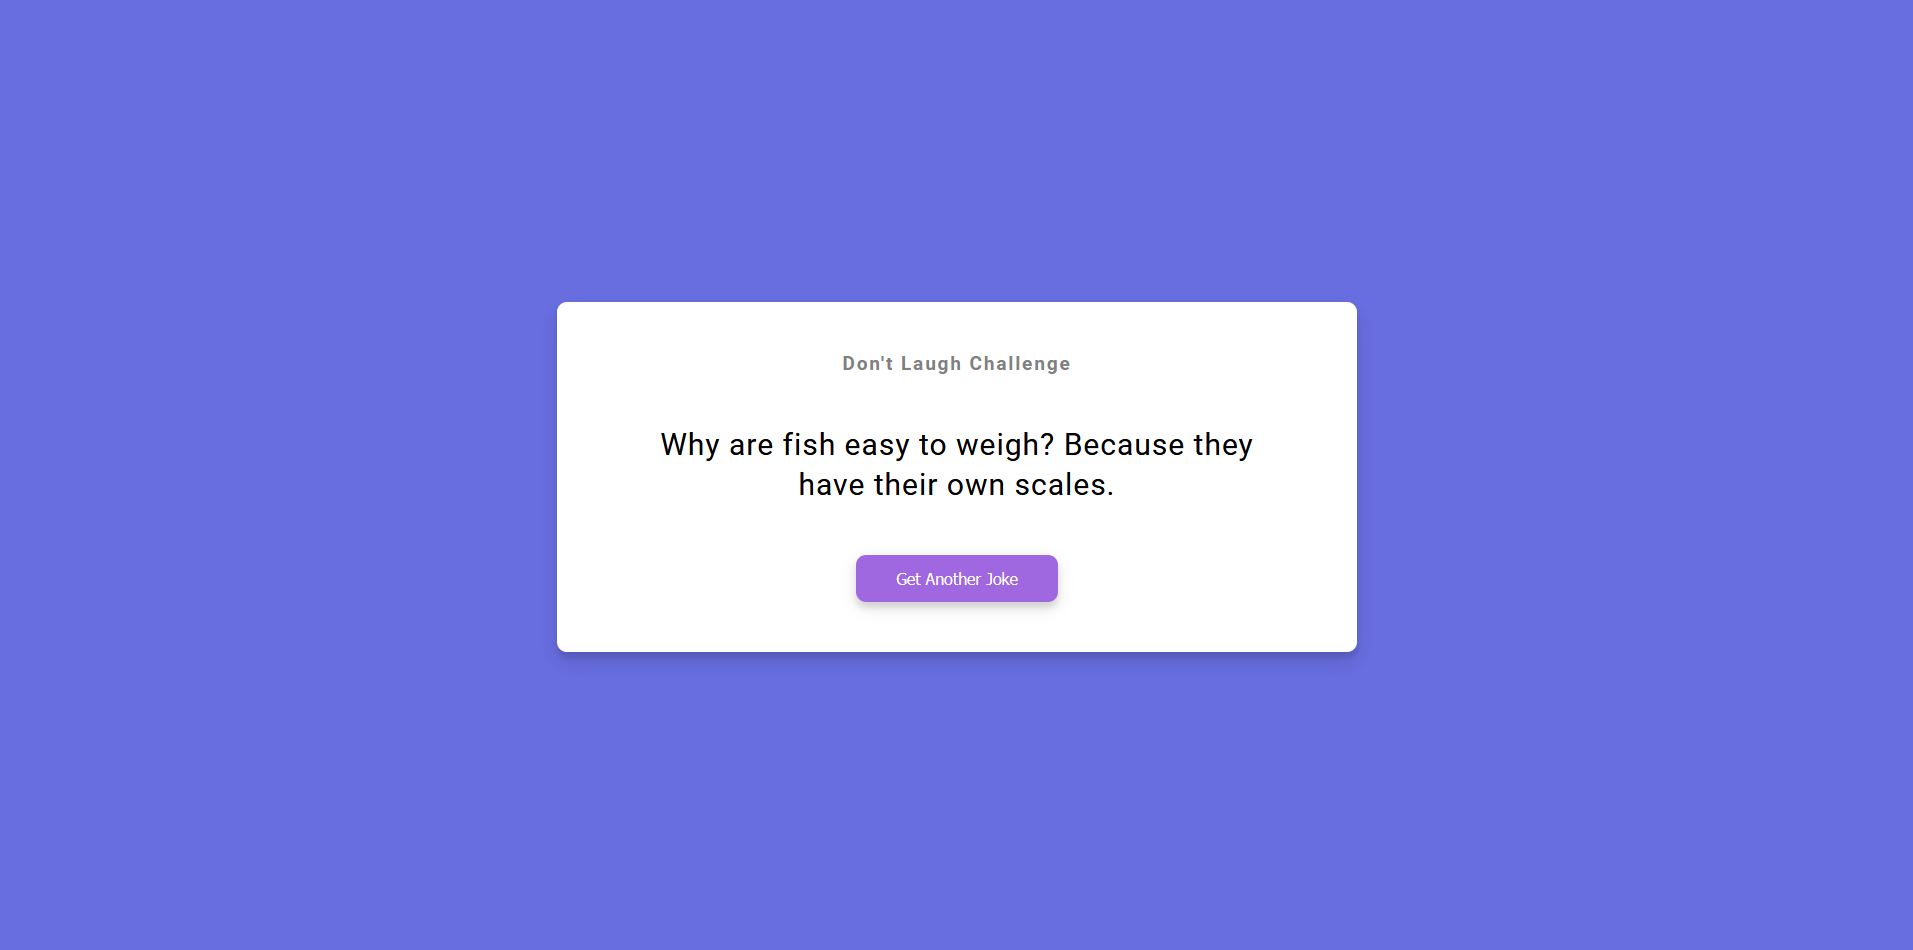 Don't Laugh Challenge
Why are fish easy to weigh? Because they
have their own scales.
Get Another Joke